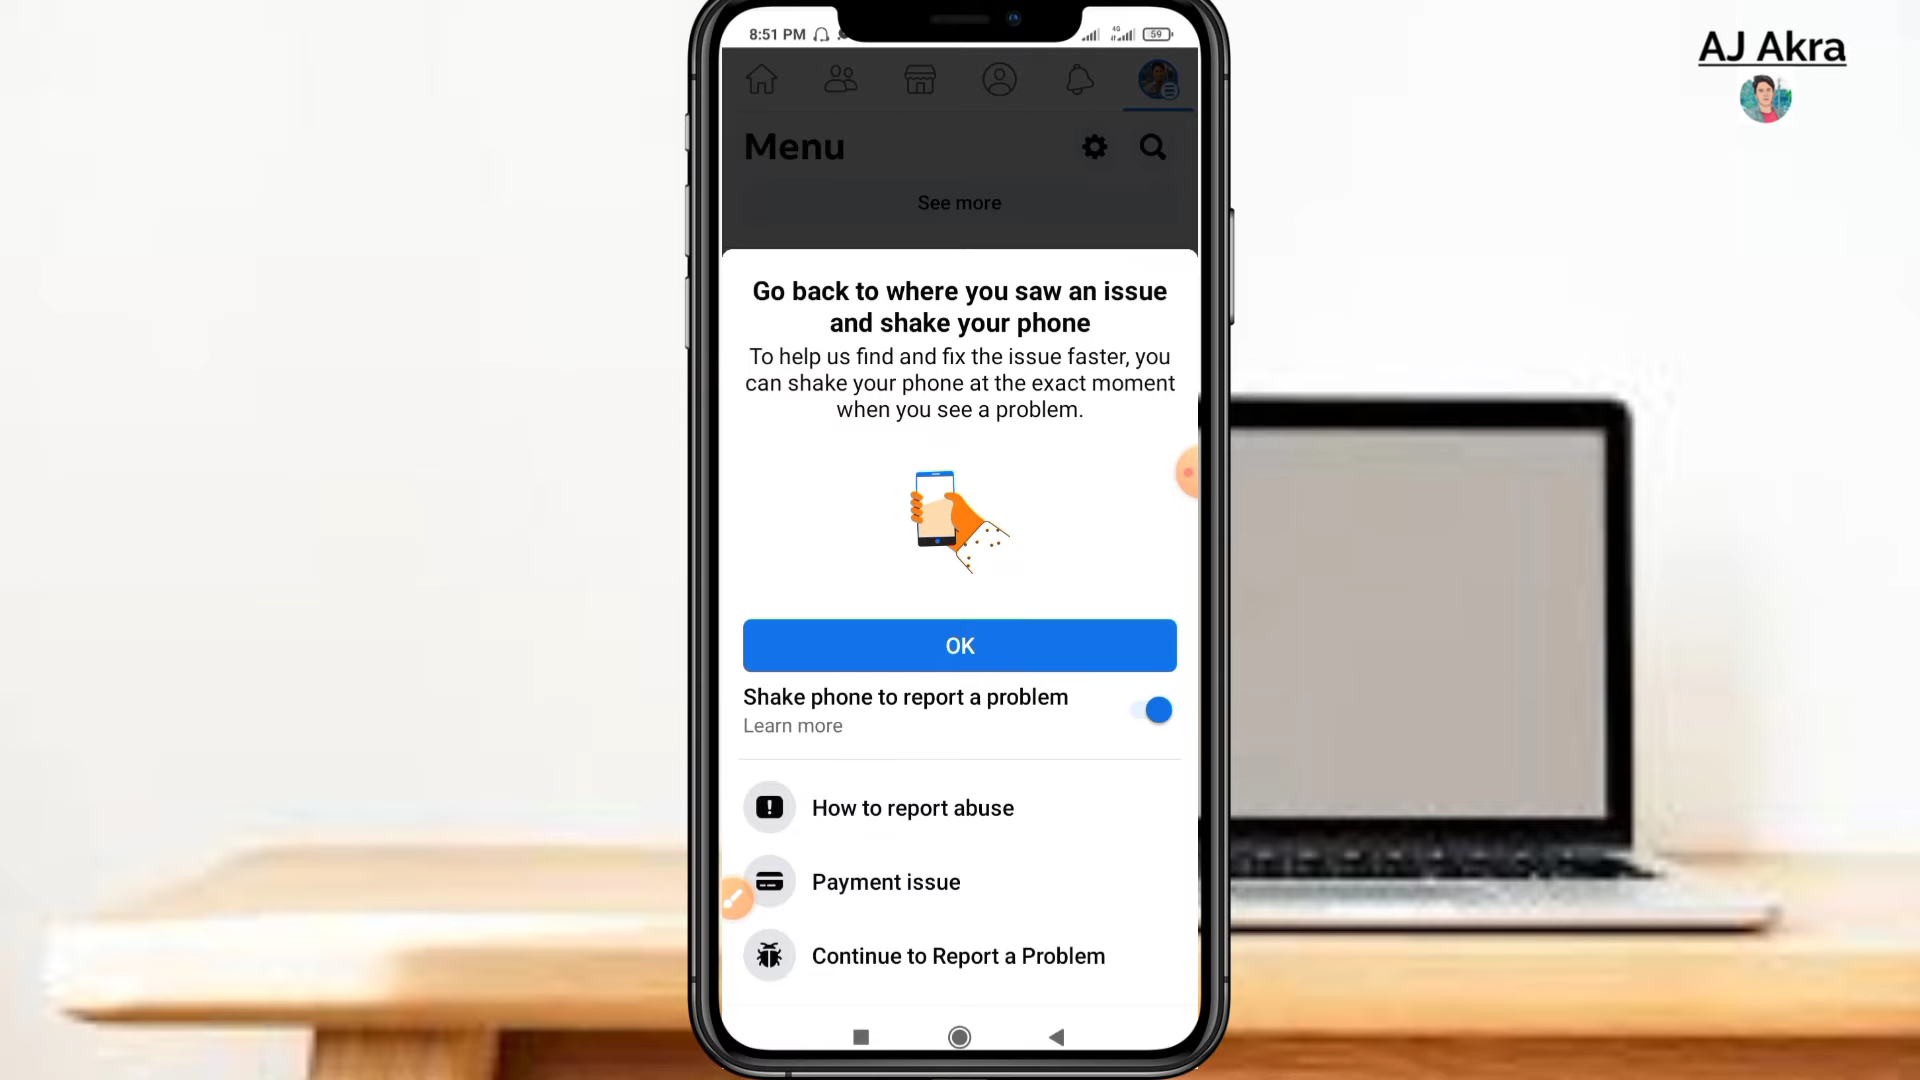 AJ Akra
8:51 PM
4G
59
Menu
See more
Go back to where you saw an issue
and shake your phone
To help us find and fix the issue faster, you
can shake your phone at the exact moment
when you see a problem.
OK
Shake phone to report a problem
Learn more
How to report abuse
Payment issue
Continue to Report a Problem